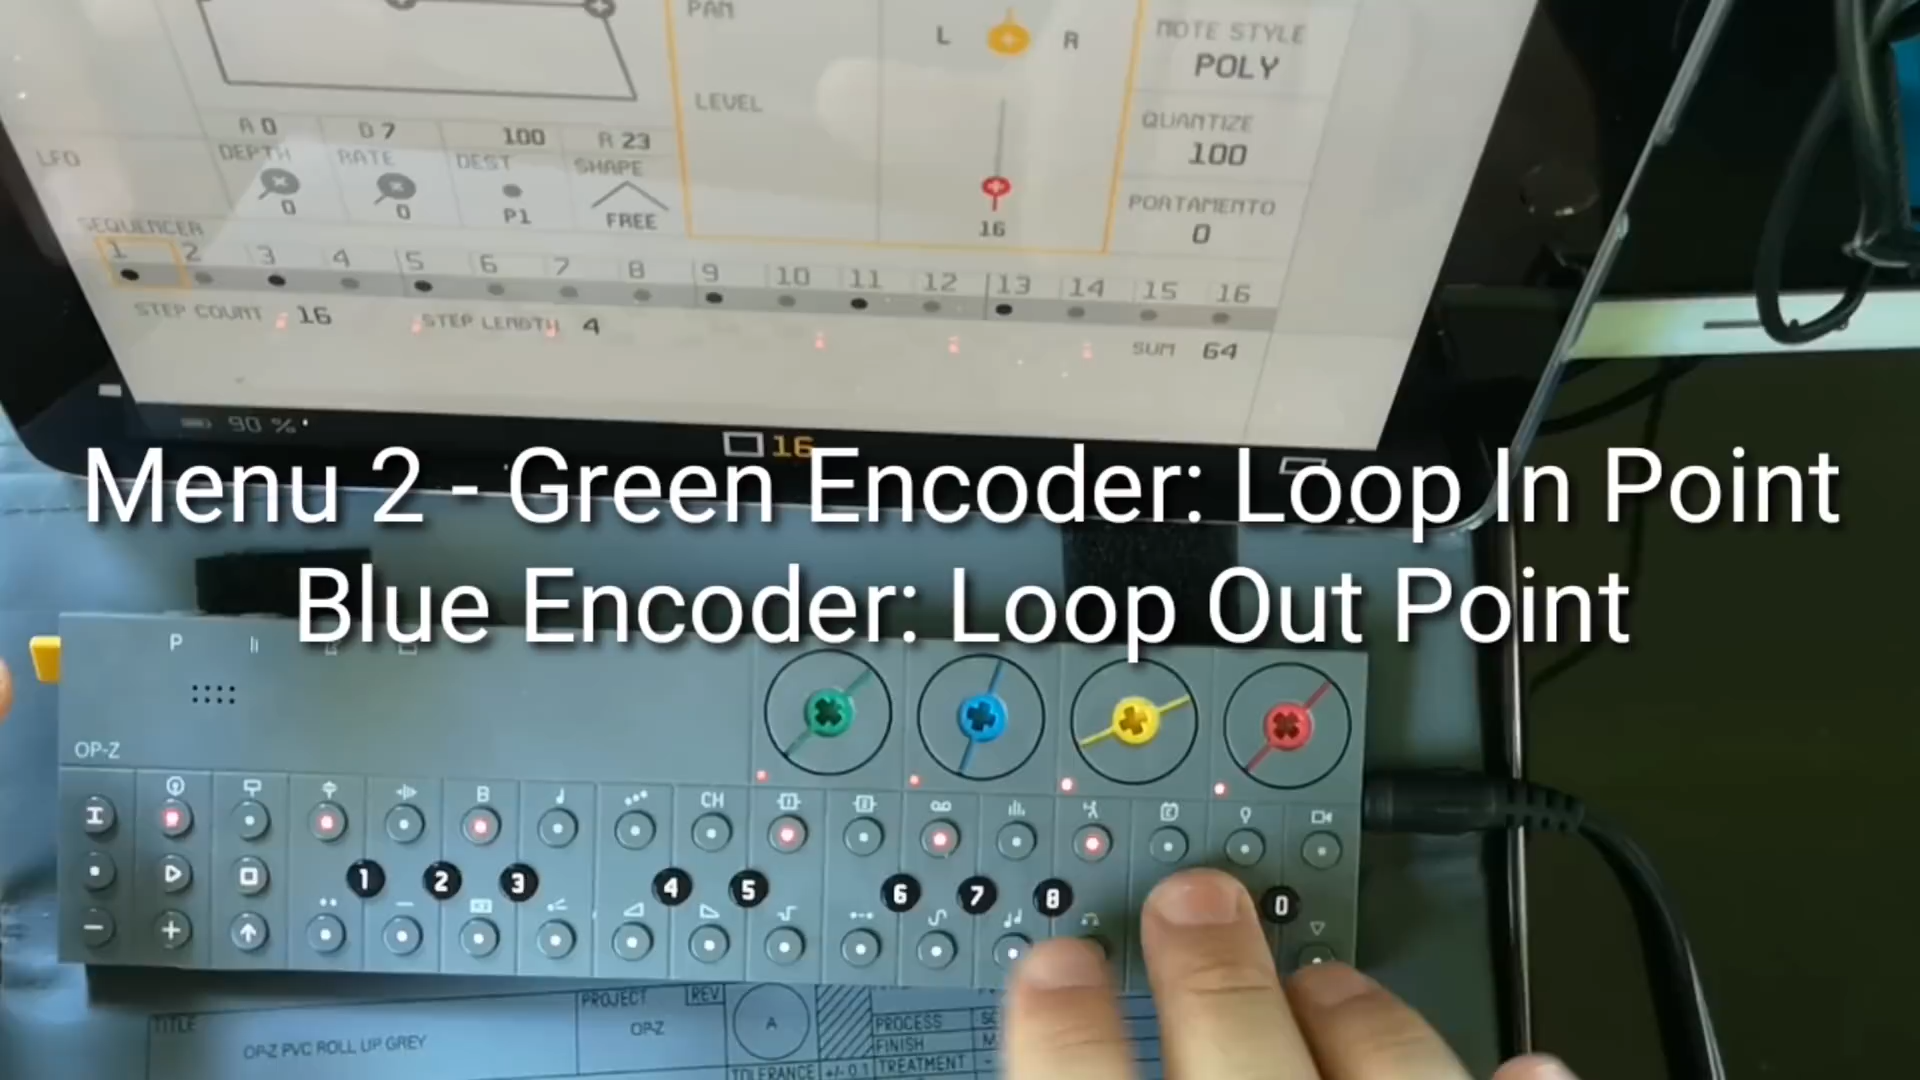 PAN
L R
NOTE STYLE
POLY
LEVEL
QUANTIZE
100
A 0 D 7 100 R 23
LFO DEPTH RATE DEST SHAPE
0 0 P1 FREE
16
PORTAMENTO
0
SEQUENCER
1 2 3 4 5 6 7 8 9 10 11 12 13 14 15 16
STEP COUNT 16 STEP LENGTH 4 SUM 64
90 %
16
Menu 2 - Green Encoder: Loop In Point
Blue Encoder: Loop Out Point
P
OP-Z
B CH
1 2 3 4 5 6 7 8 0
TITLE
OP-Z PVC ROLL UP GREY
PROJECT REV
OP-Z A
PROCESS
FINISH
TREATMENT
TOLERANCE +/- 0.1